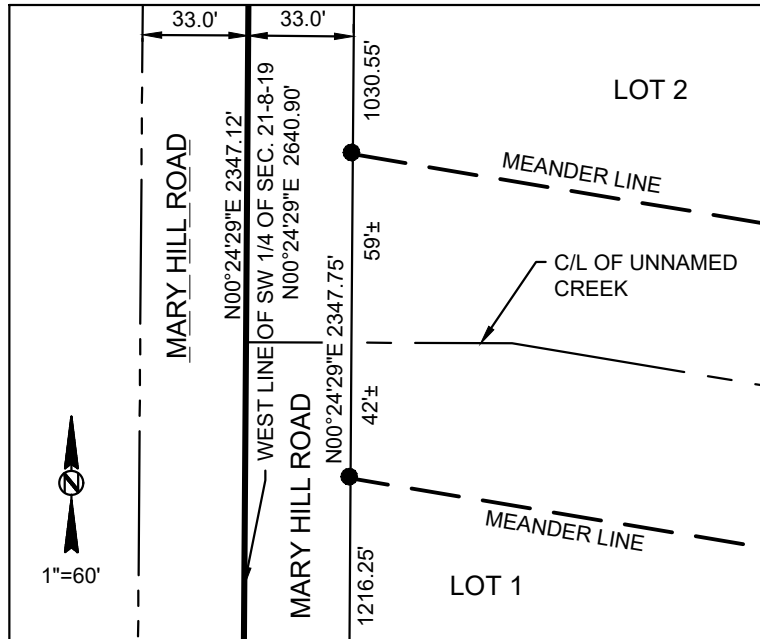 33.0'
33.0'
1030.55'
LOT 2
MARY HILL ROAD
N00°24'29"E 2347.12'
WEST LINE OF SW 1/4 OF SEC. 21-8-19
N00°24'29"E 2640.90'
MEANDER LINE
59'±
C/L OF UNNAMED
CREEK
N00°24'29"E 2347.75'
42'±
MARY HILL ROAD
N
1"=60'
MEANDER LINE
1216.25'
LOT 1